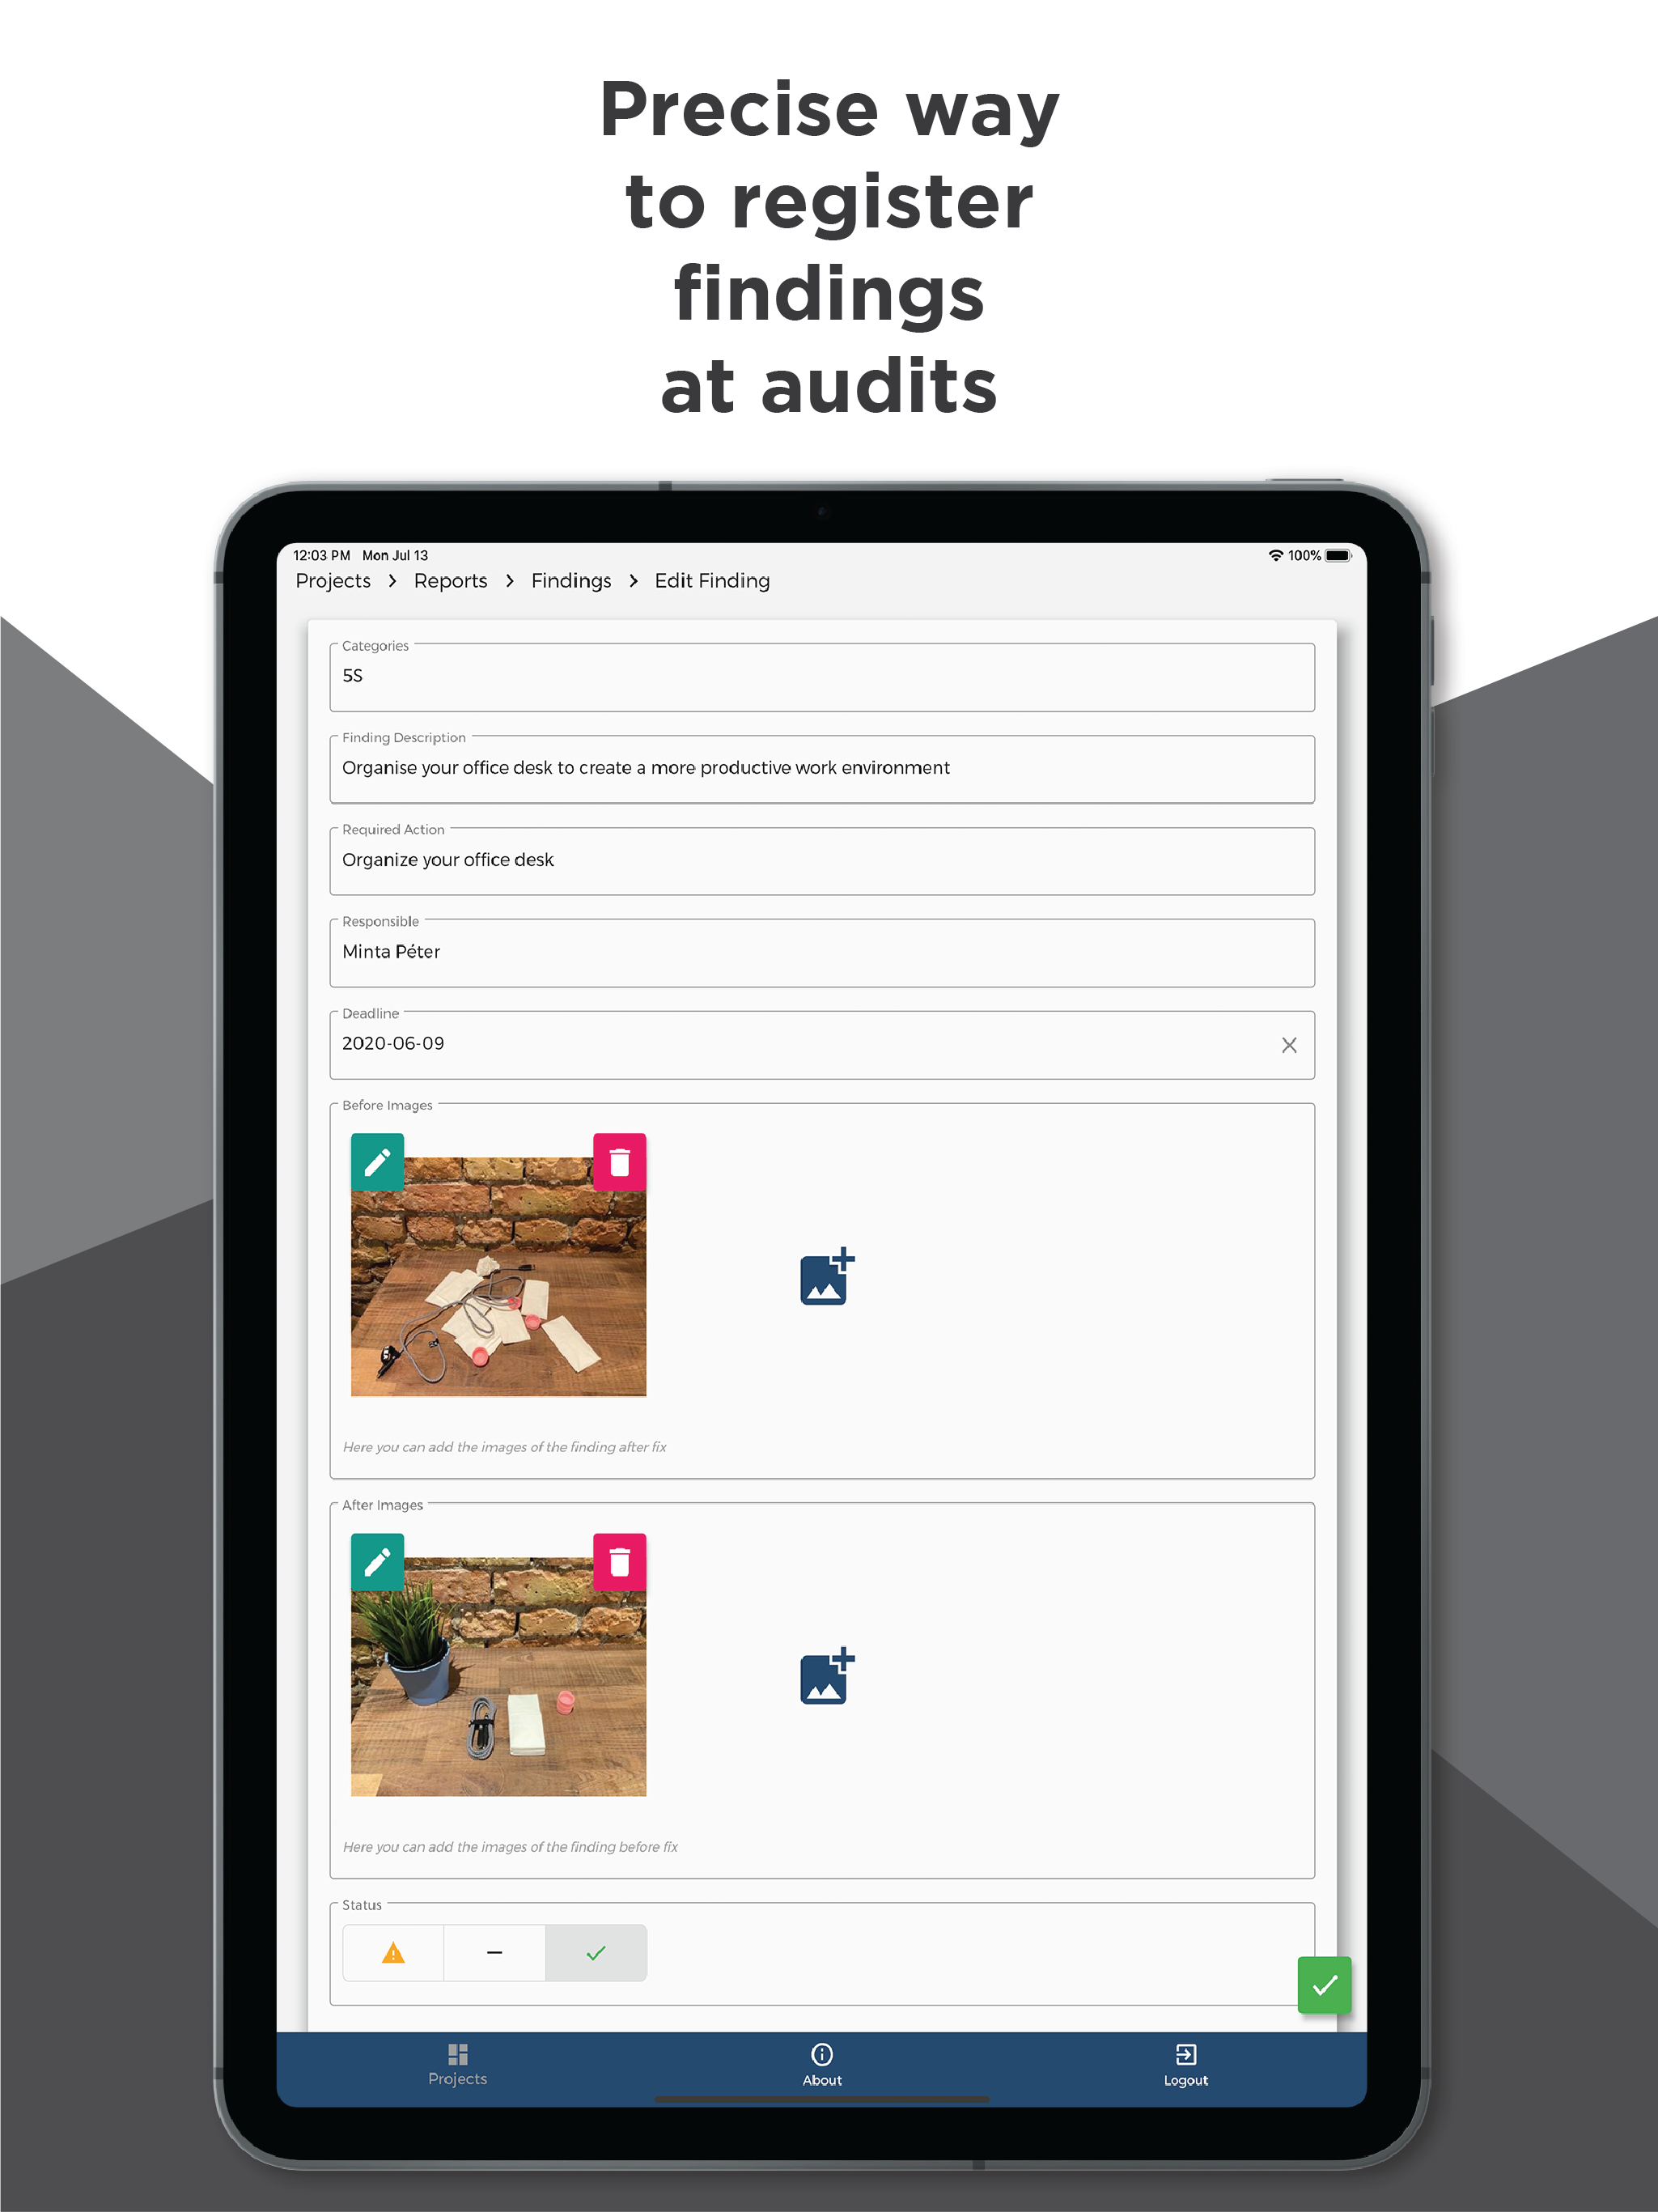 Precise way
to register
findings
at audits
12:03 PM Mon Jul 13
100%
Projects > Reports > Findings > Edit Finding
Categories
5S
Finding Description
Organise your office desk to create a more productive work environment
Required Action
Organize your office desk
Responsible
Minta Péter
Deadline
2020-06-09
Before Images
Here you can add the images of the finding after fix
After Images
Here you can add the images of the finding before fix
Status
Projects
About
Logout